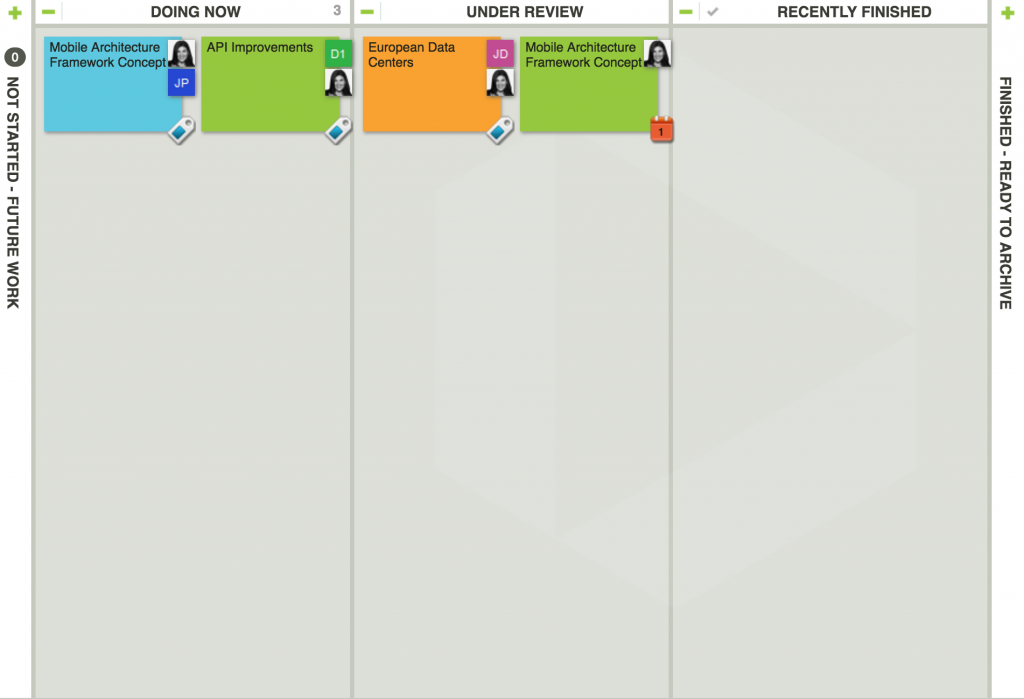 DOING NOW
3
UNDER REVIEW
RECENTLY FINISHED
0
NOT STARTED - FUTURE WORK
Mobile Architecture
Framework Concept
JP
API Improvements
D1
European Data
Centers
JD
Mobile Architecture
Framework Concept
1
FINISHED - READY TO ARCHIVE